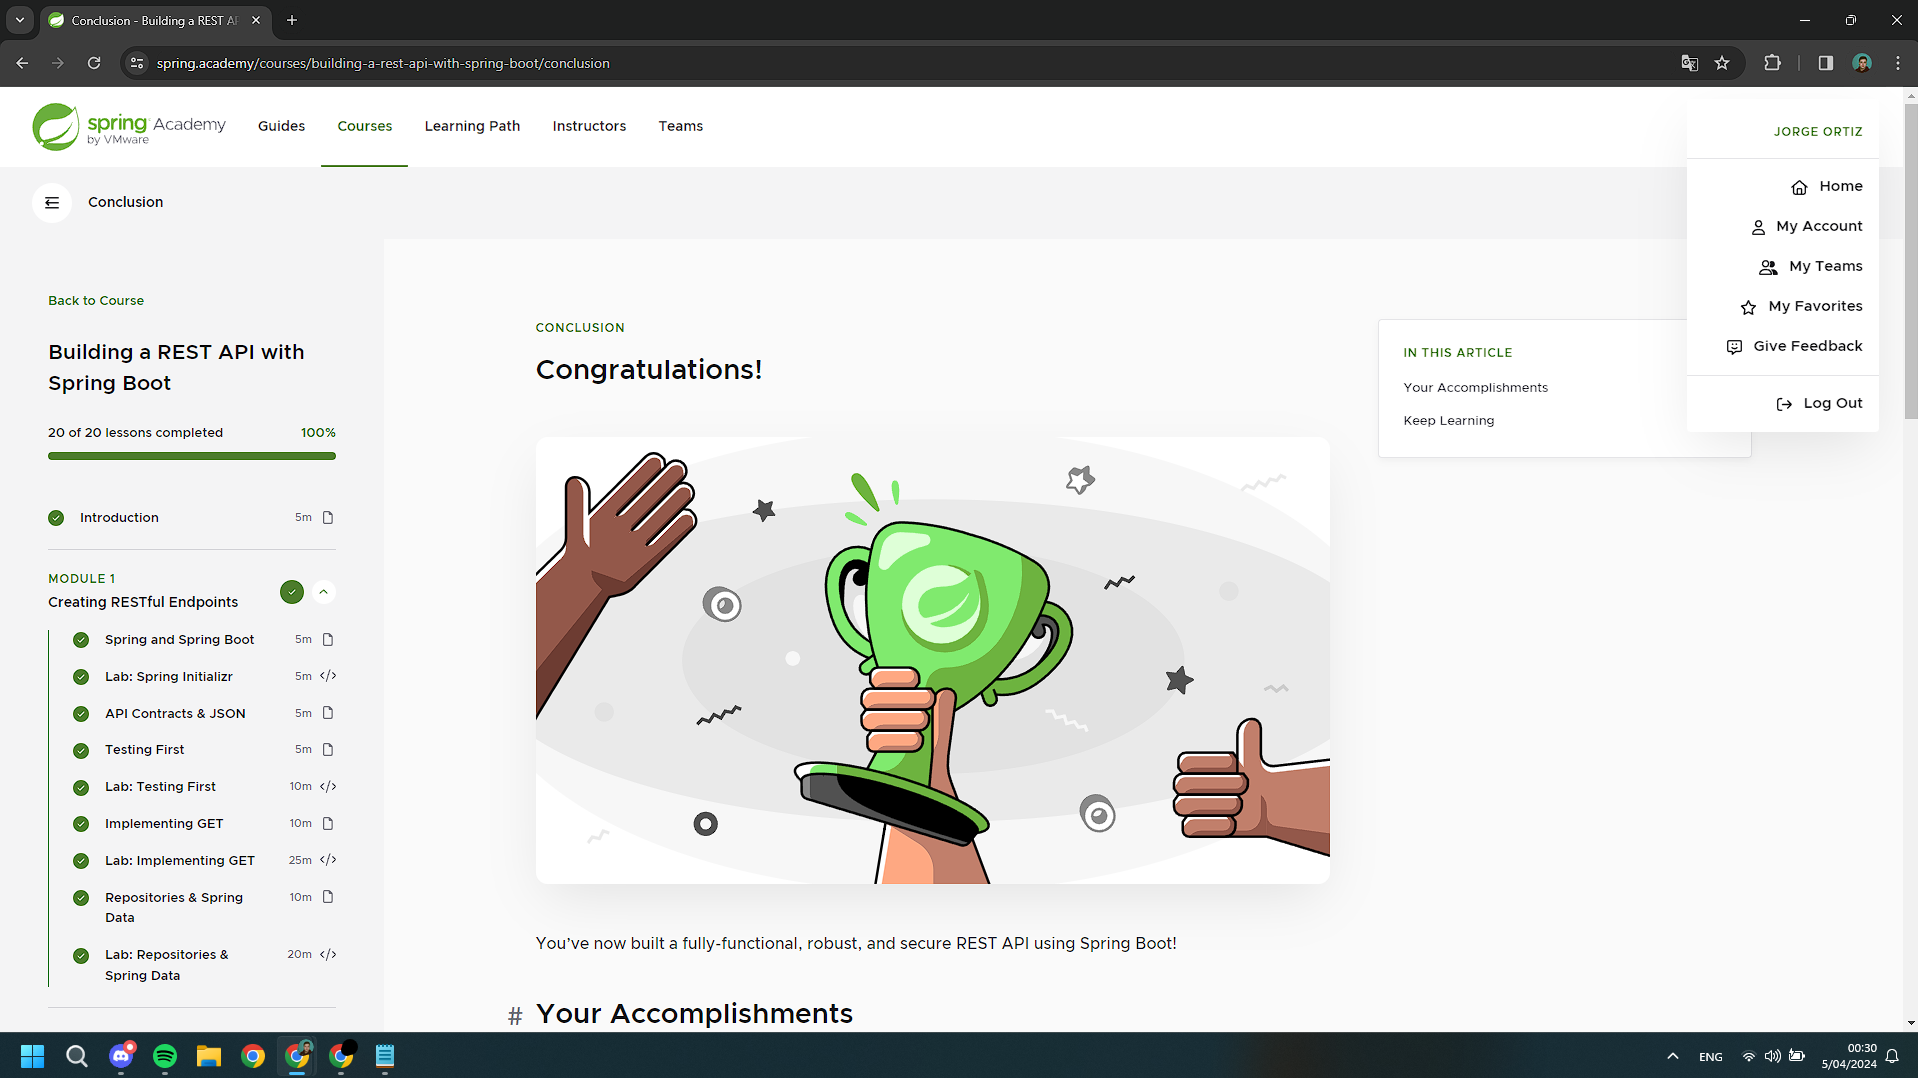 Conclusion - Building a REST AP
spring.academy/courses/building-a-rest-api-with-spring-boot/conclusion
spring Academy
by VMware
Guides
Courses
Learning Path
Instructors
Teams
JORGE ORTIZ
Home
My Account
My Teams
My Favorites
Give Feedback
Log Out
Conclusion
Back to Course
Building a REST API with
Spring Boot
20 of 20 lessons completed 100%
Introduction 5m
MODULE 1
Creating RESTful Endpoints
Spring and Spring Boot 5m
Lab: Spring Initializr 5m </>
API Contracts & JSON 5m
Testing First 5m
Lab: Testing First 10m </>
Implementing GET 10m
Lab: Implementing GET 25m </>
Repositories & Spring 10m
Data
Lab: Repositories & 20m </>
Spring Data
CONCLUSION
Congratulations!
You’ve now built a fully-functional, robust, and secure REST API using Spring Boot!
# Your Accomplishments
IN THIS ARTICLE
Your Accomplishments
Keep Learning
ENG
00:30
5/04/2024